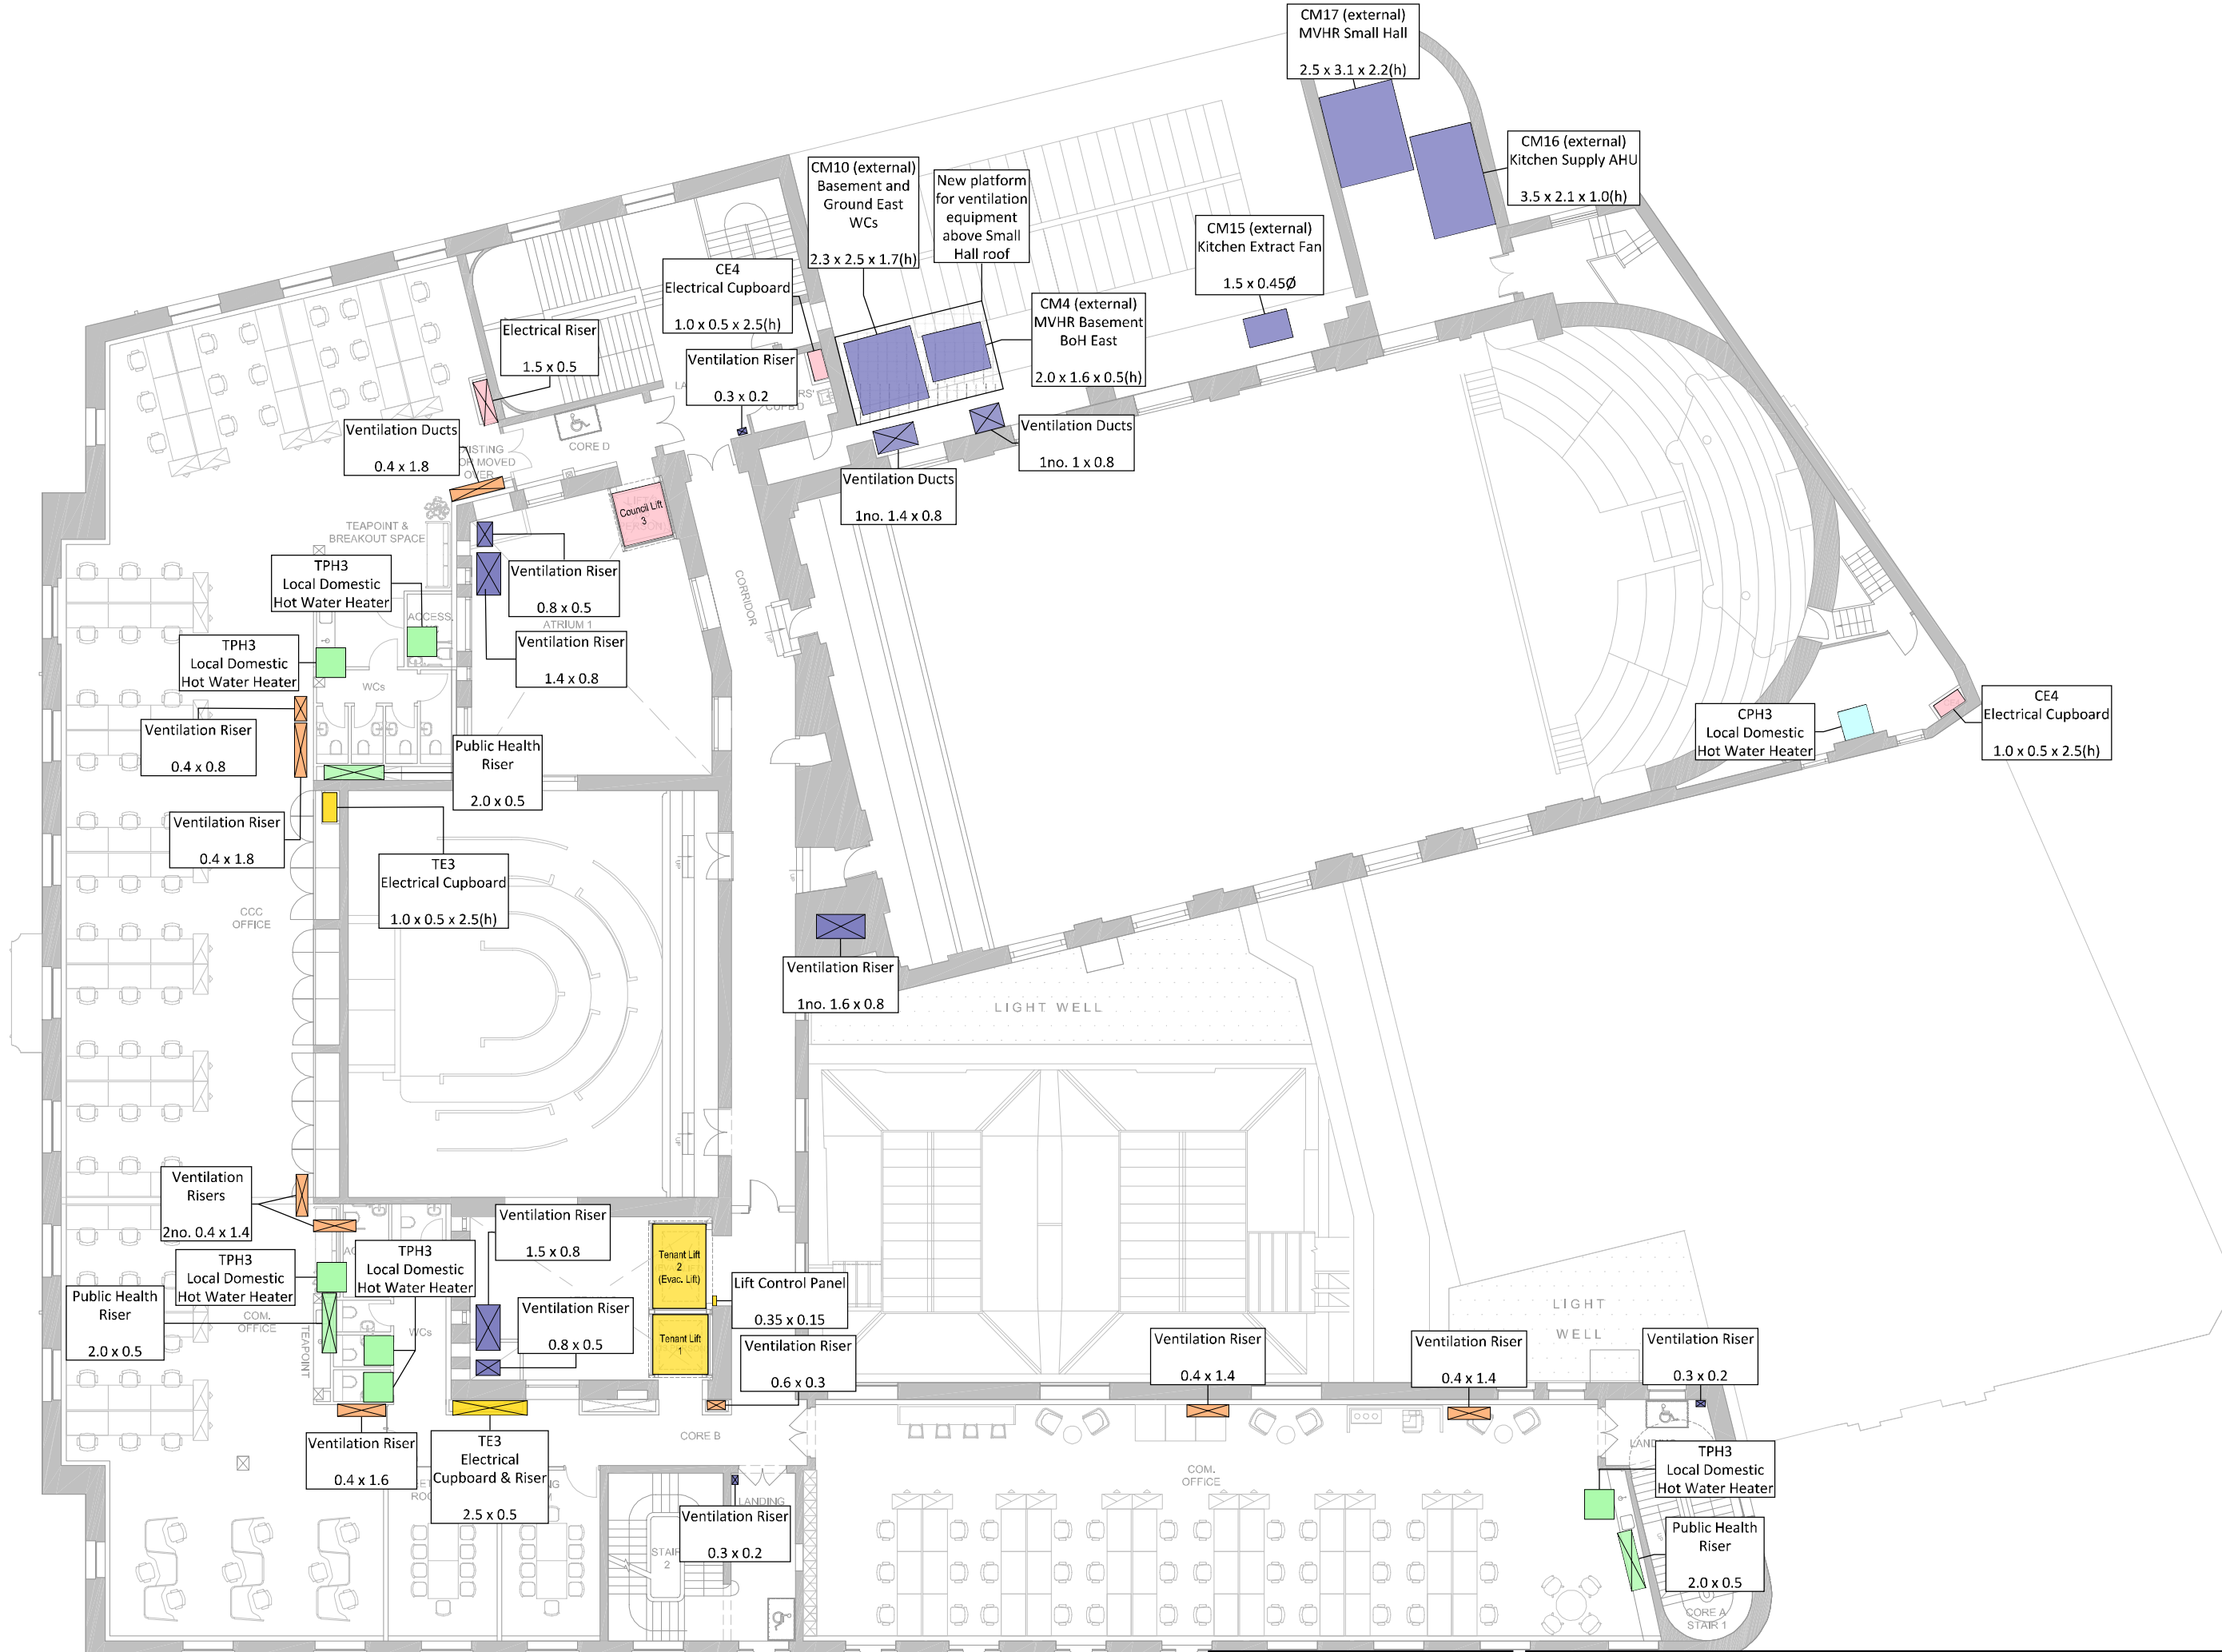 CM17 (external)
MVHR Small Hall
2.5 x 3.1 x 2.2(h)
CM16 (external)
Kitchen Supply AHU
3.5 x 2.1 x 1.0(h)
CM10 (external)
Basement and
Ground East
WCs
2.3 x 2.5 x 1.7(h)
New platform
for ventilation
equipment
above Small
Hall roof
CM15 (external)
Kitchen Extract Fan
1.5 x 0.45Ø
CE4
Electrical Cupboard
1.0 x 0.5 x 2.5(h)
CM4 (external)
MVHR Basement
BoH East
2.0 x 1.6 x 0.5(h)
Electrical Riser
1.5 x 0.5
Ventilation Riser
0.3 x 0.2
Ventilation Ducts
0.4 x 1.8
CORE D
MOVED
OVER
Ventilation Ducts
1no. 1 x 0.8
Ventilation Ducts
1no. 1.4 x 0.8
Council Lift
3
TEAPOINT &
BREAKOUT SPACE
TPH3
Local Domestic
Hot Water Heater
Ventilation Riser
0.8 x 0.5
ATRIUM 1
ACCESS.
CORRIDOR
UP
TPH3
Local Domestic
Hot Water Heater
Ventilation Riser
1.4 x 0.8
WCs
Ventilation Riser
0.4 x 0.8
Public Health
Riser
2.0 x 0.5
CPH3
Local Domestic
Hot Water Heater
CE4
Electrical Cupboard
1.0 x 0.5 x 2.5(h)
Ventilation Riser
0.4 x 1.8
TE3
Electrical Cupboard
1.0 x 0.5 x 2.5(h)
UP
UP
CCC
OFFICE
Ventilation Riser
1no. 1.6 x 0.8
LIGHT WELL
UP
Ventilation
Risers
2no. 0.4 x 1.4
Ventilation Riser
1.5 x 0.8
Tenant Lift
2
(Evac. Lift)
TPH3
Local Domestic
Hot Water Heater
TPH3
Local Domestic
Hot Water Heater
Lift Control Panel
0.35 x 0.15
Public Health
Riser
2.0 x 0.5
COM.
OFFICE
TEAPOINT
WCs
Ventilation Riser
0.8 x 0.5
Tenant Lift
1
Ventilation Riser
0.6 x 0.3
LIGHT
WELL
Ventilation Riser
0.4 x 1.4
Ventilation Riser
0.4 x 1.4
Ventilation Riser
0.3 x 0.2
Ventilation Riser
0.4 x 1.6
TE3
Electrical
Cupboard & Riser
2.5 x 0.5
CORE B
COM.
OFFICE
TPH3
Local Domestic
Hot Water Heater
LANDING
Ventilation Riser
0.3 x 0.2
STAIR
2
Public Health
Riser
2.0 x 0.5
CORE A
STAIR 1